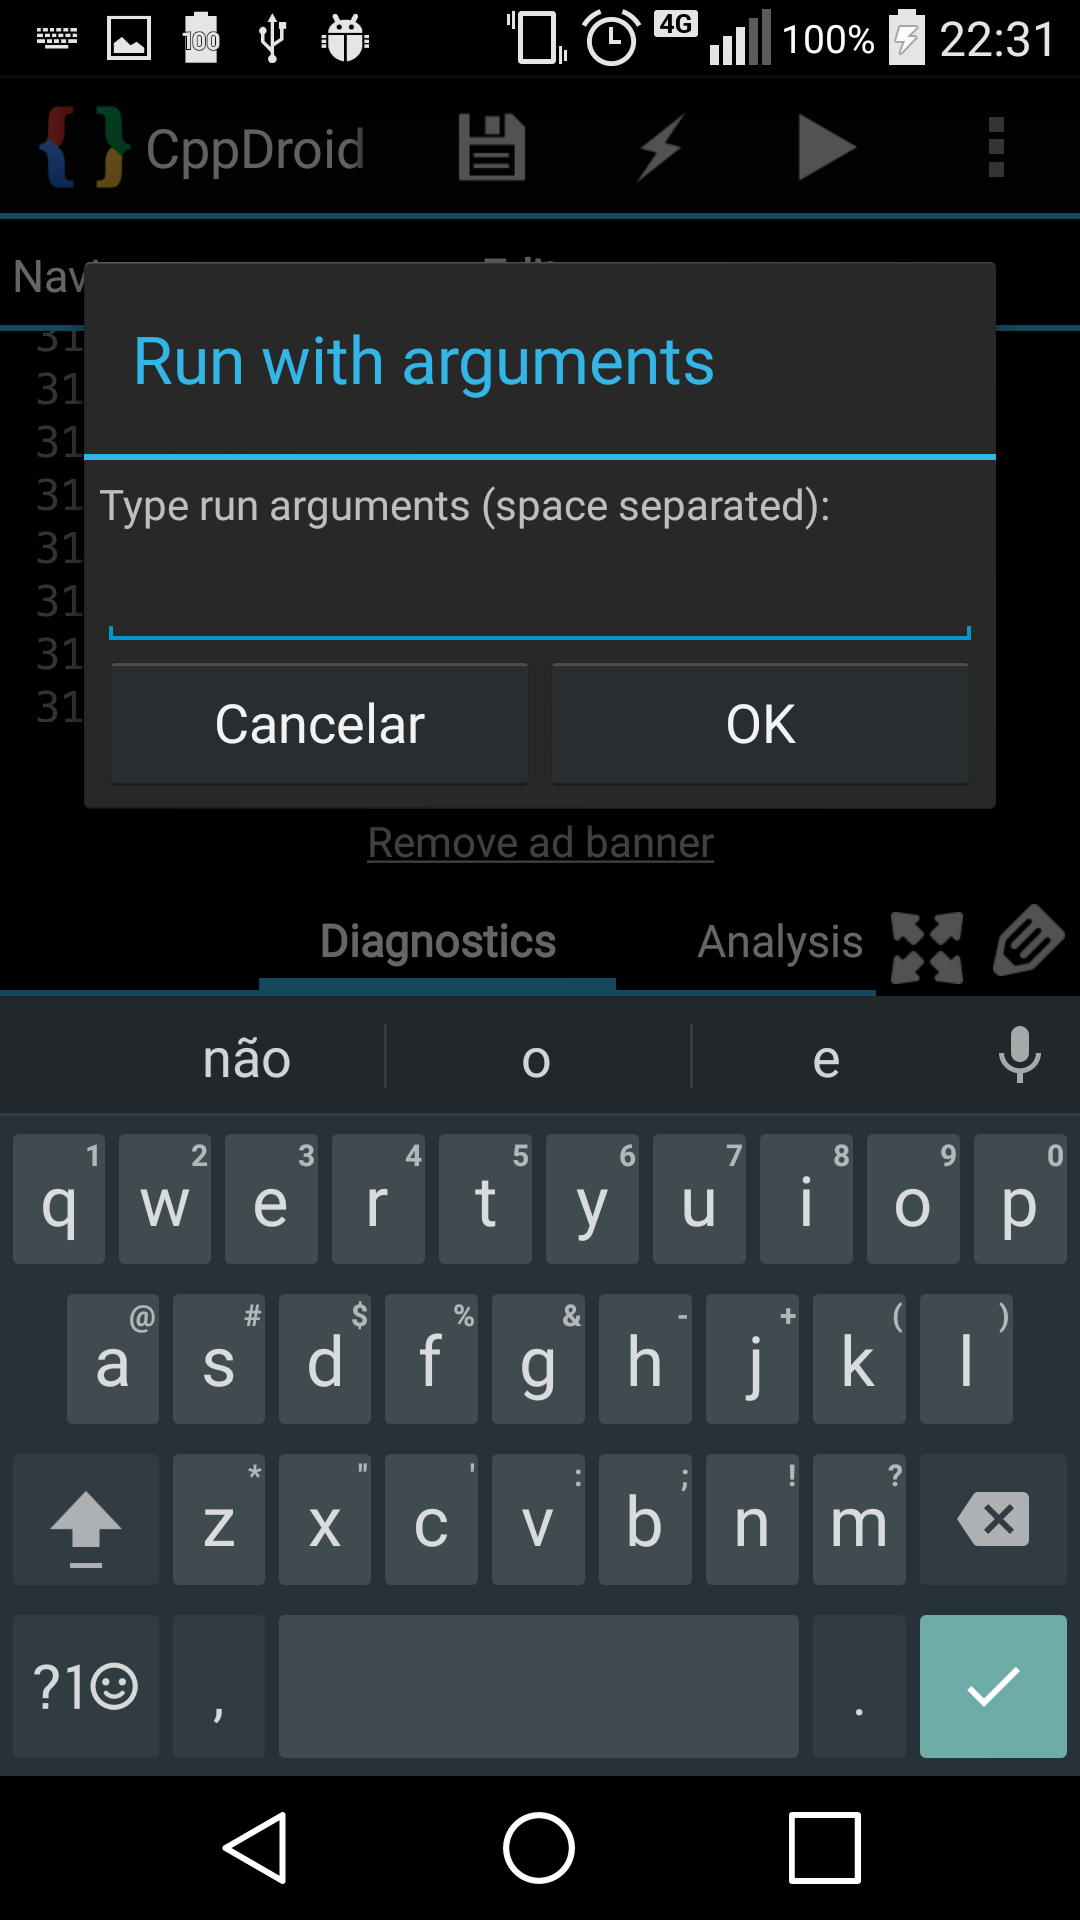 100 4G 100% 22:31
CppDroid
31
31
31
31
31
31
31
31
Run with arguments
Type run arguments (space separated):
Cancelar OK
Remove ad banner
Diagnostics Analysis
não o e
1 2 3 4 5 6 7 8 9 0
q w e r t y u i o p
@ # $ % & - + ( )
a s d f g h j k l
* " ' : ; ! ?
z x c v b n m
?1☺ , .